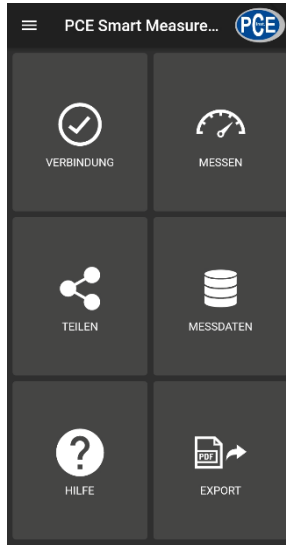 PCE Smart Measure... PCE
VERBINDUNG MESSEN
TEILEN MESSDATEN
PDF
HILFE EXPORT